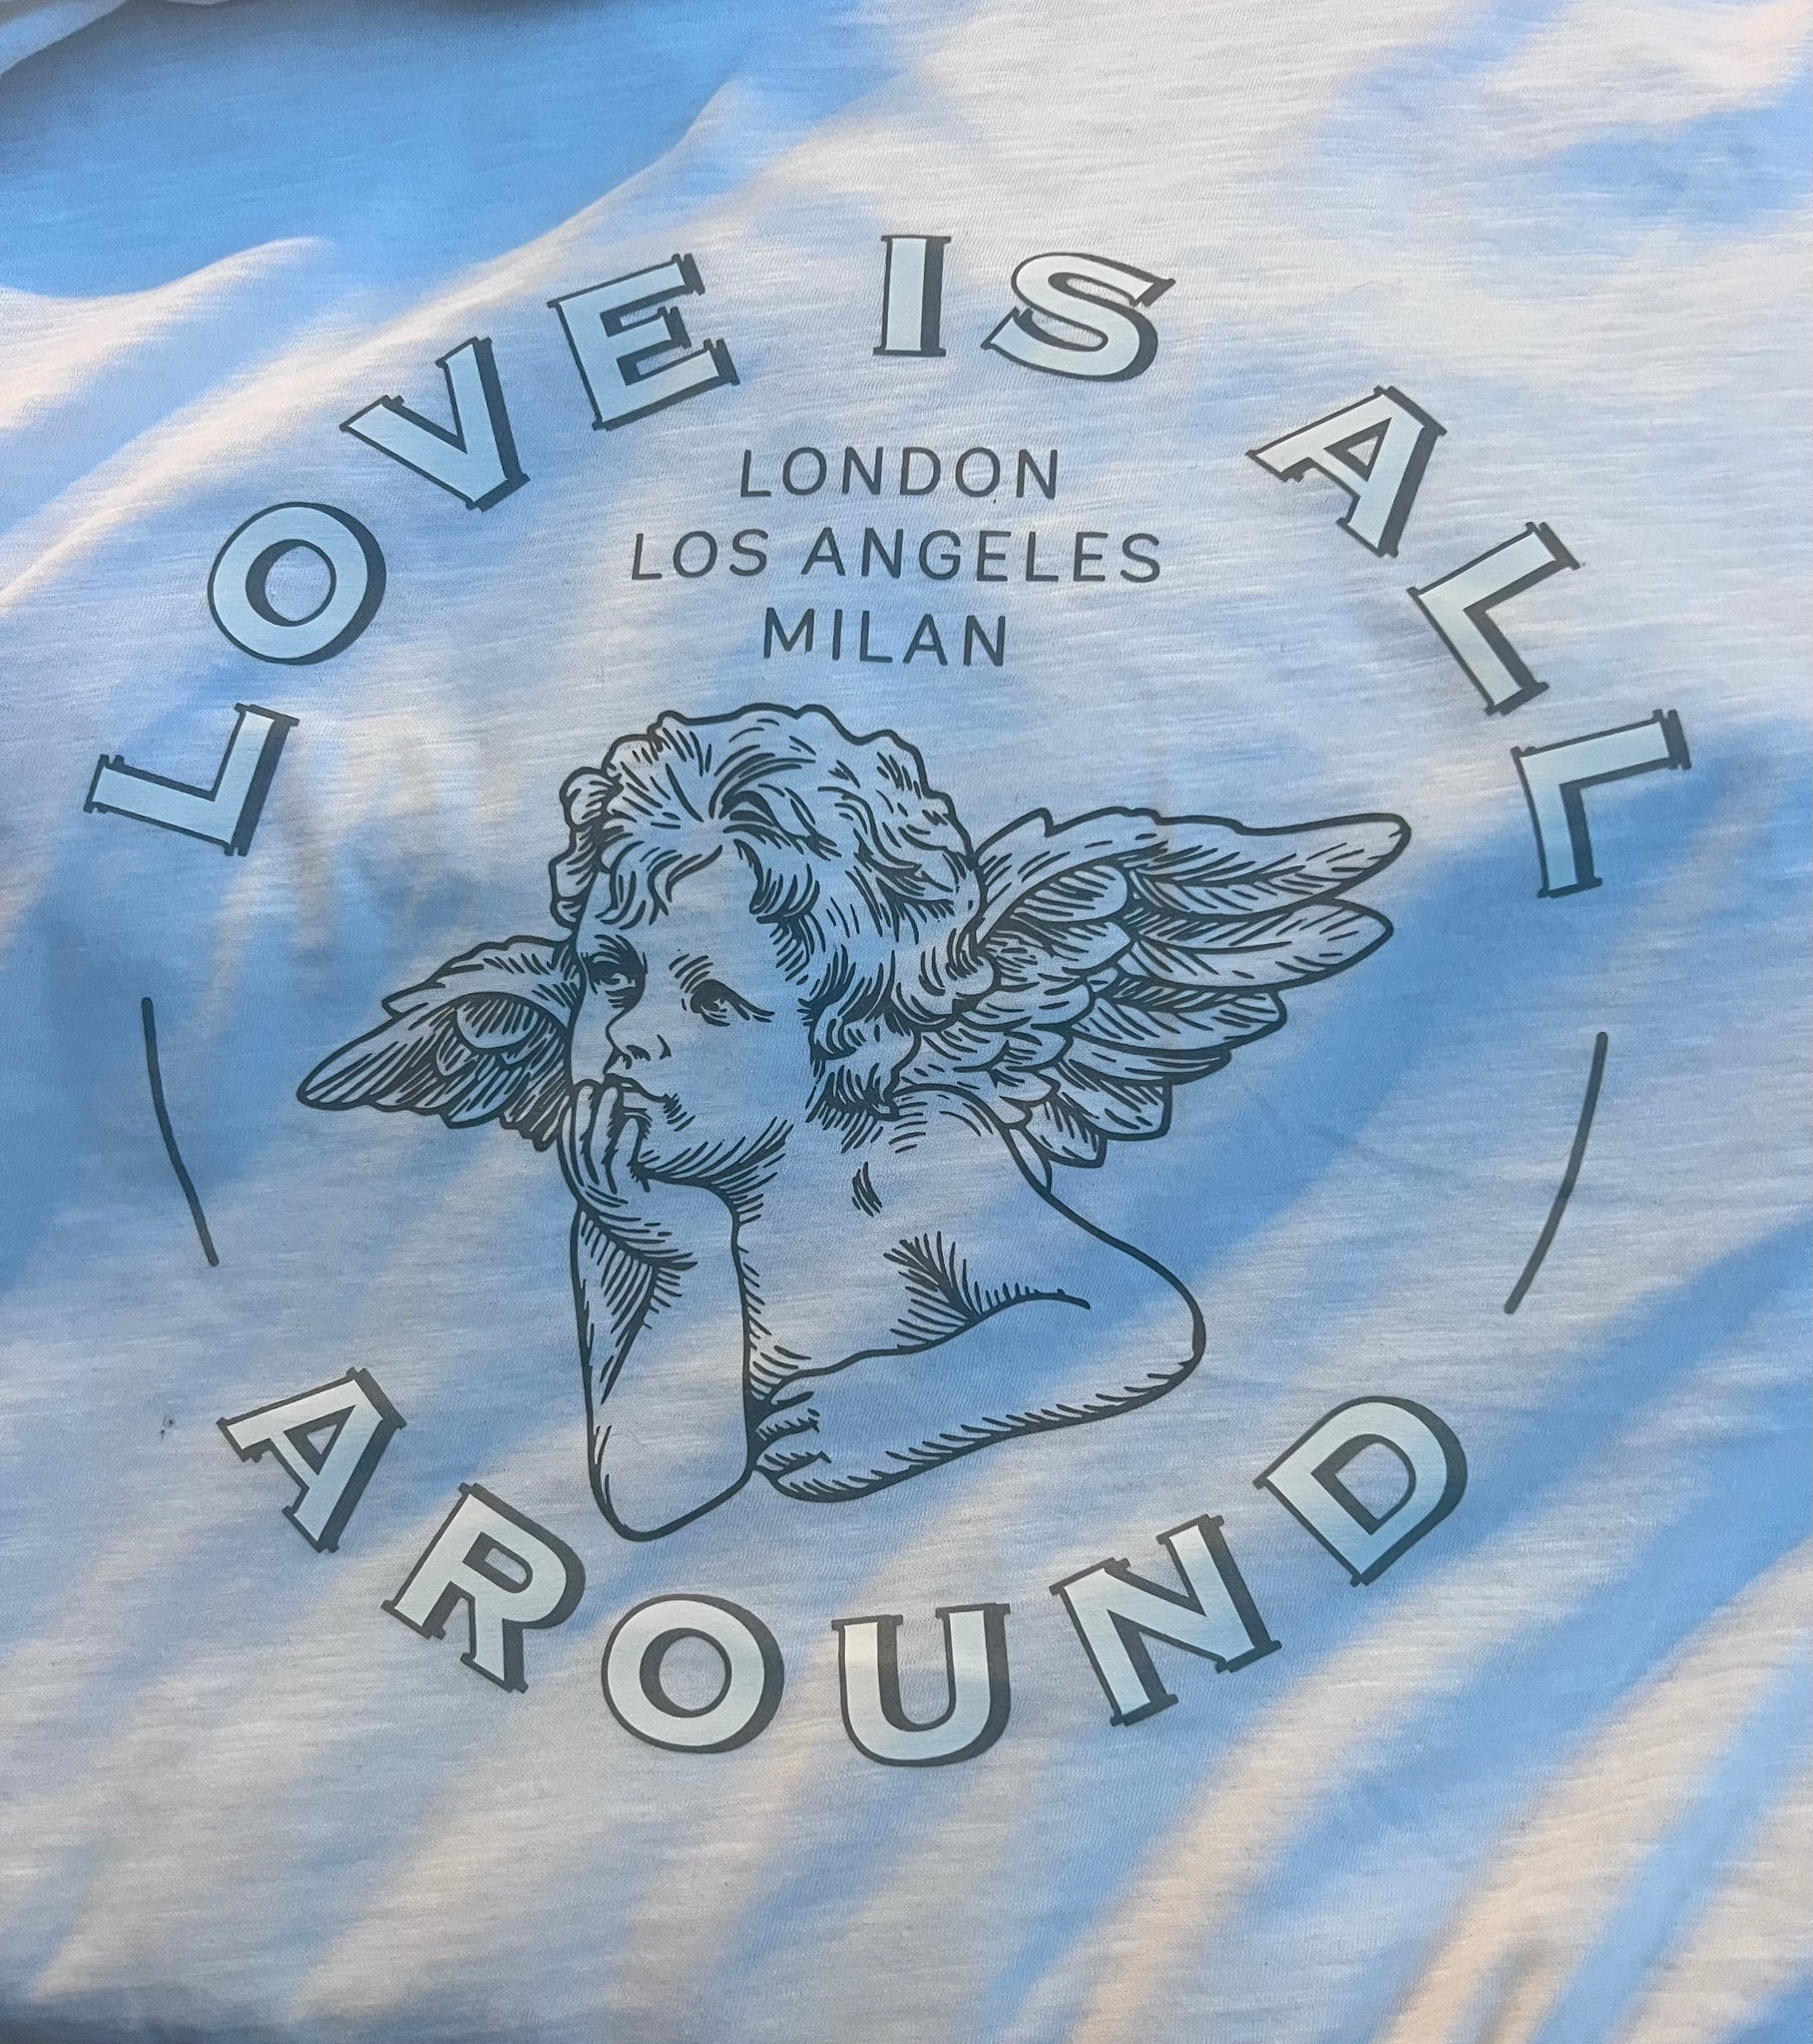 LOVE IS ALL
LONDON
LOS ANGELES
MILAN
AROUND